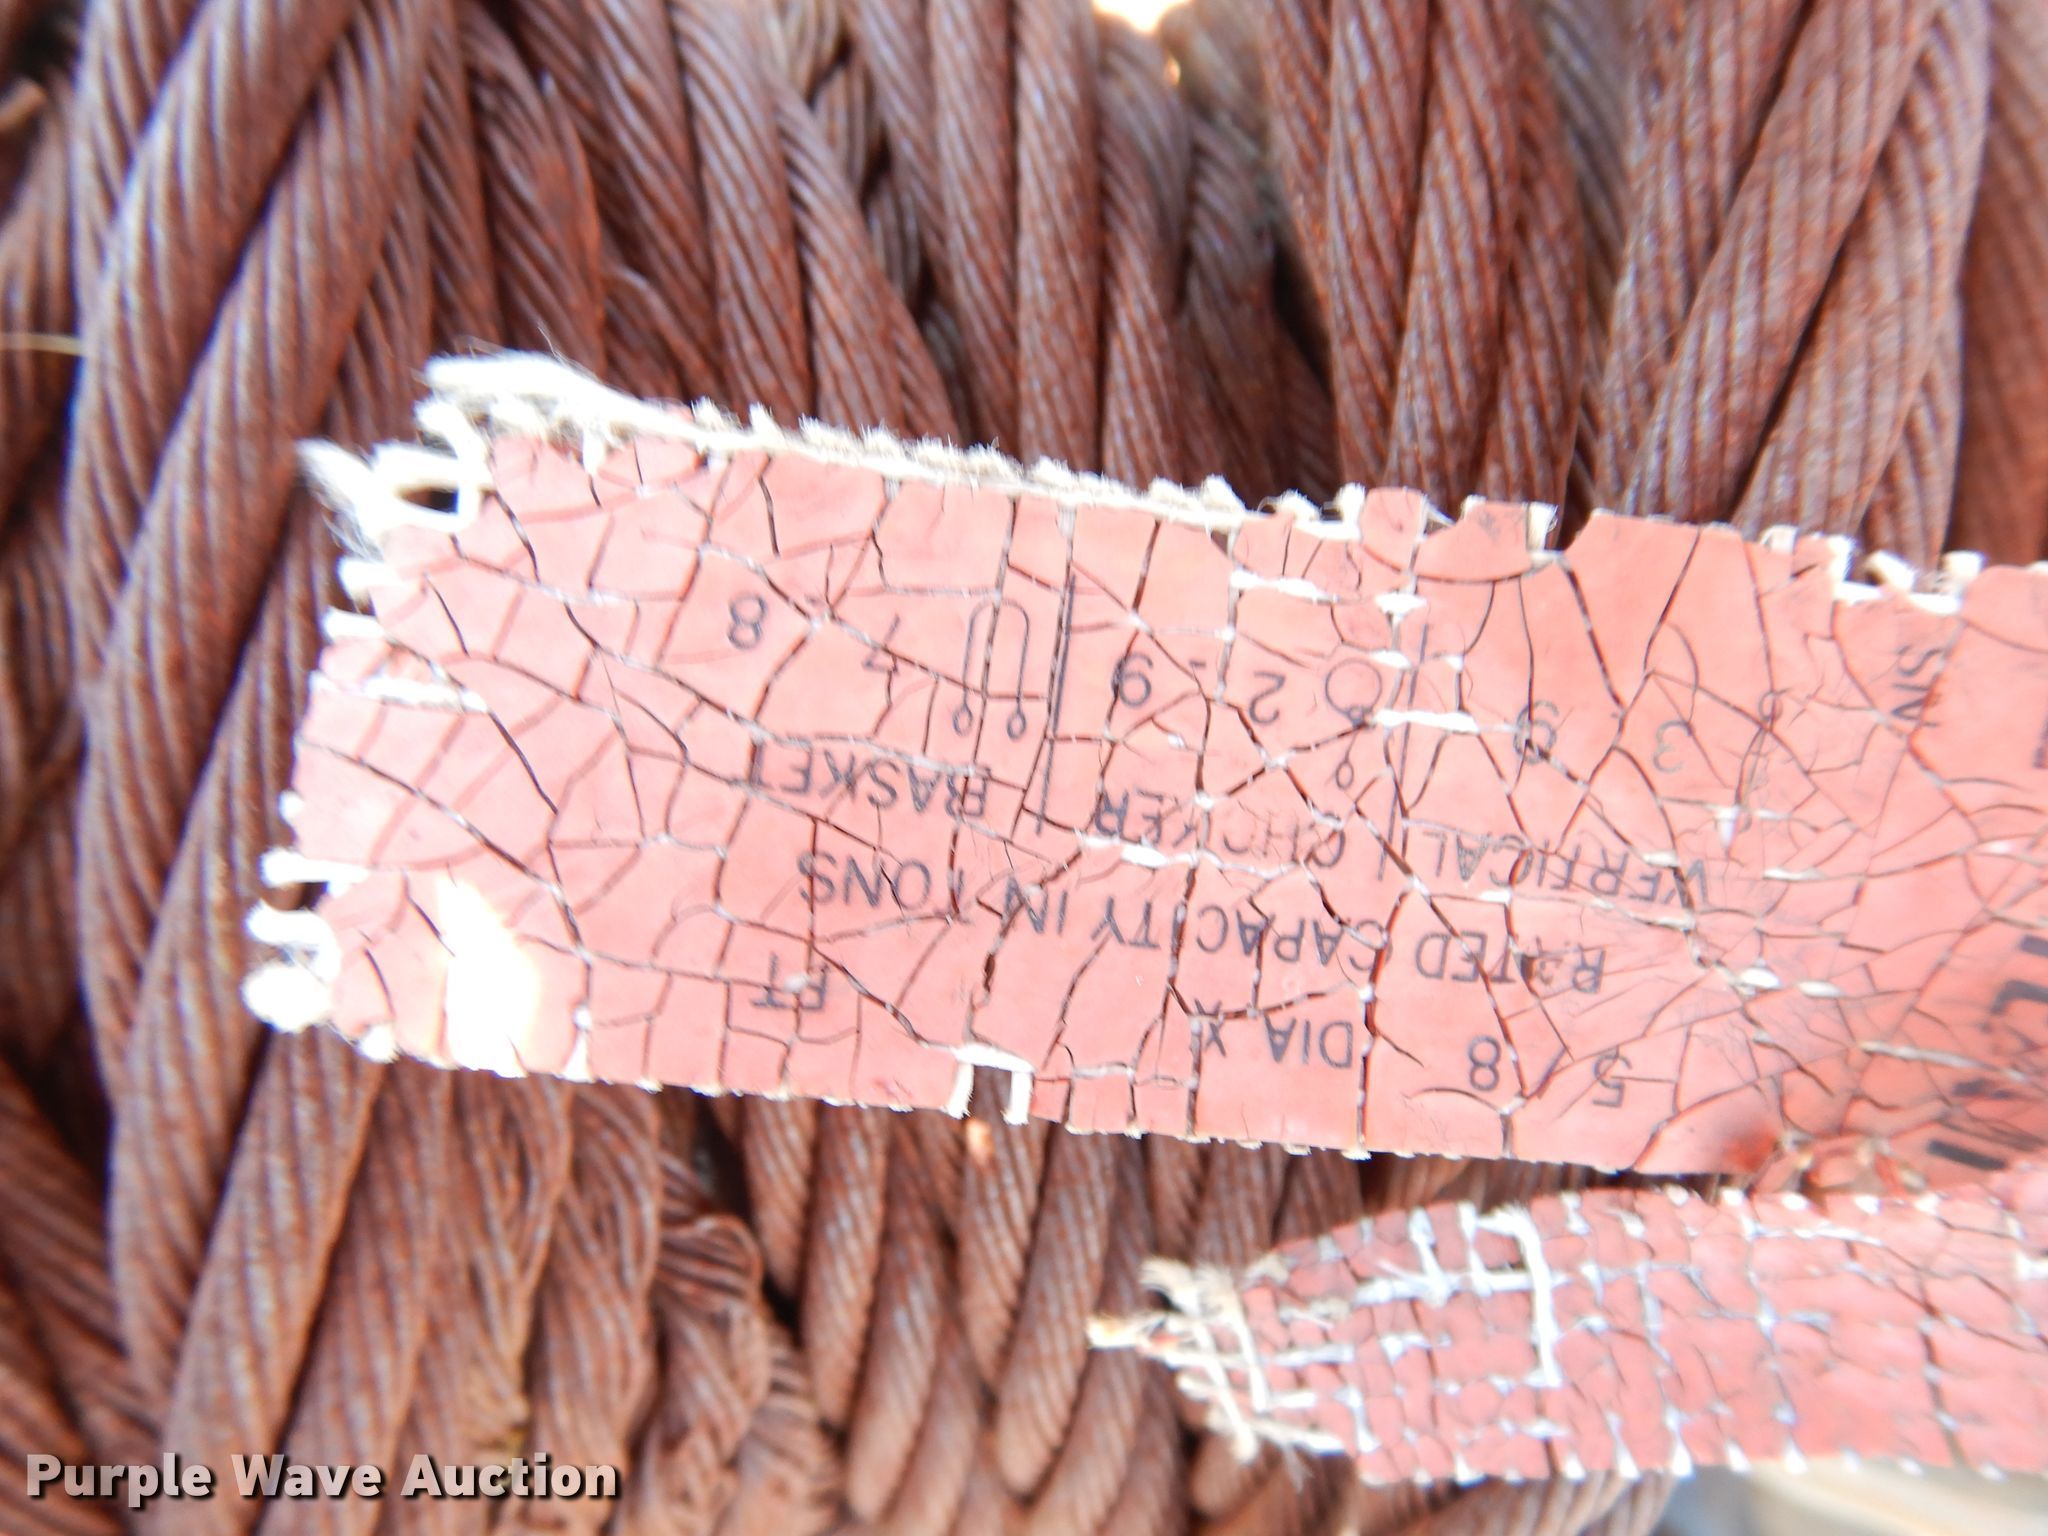 5/8 DIA X FT
RATED CAPACITY IN TONS
VERTICAL | CHOKER | BASKET
3.9 2.9 7.8
SN
Purple Wave Auction